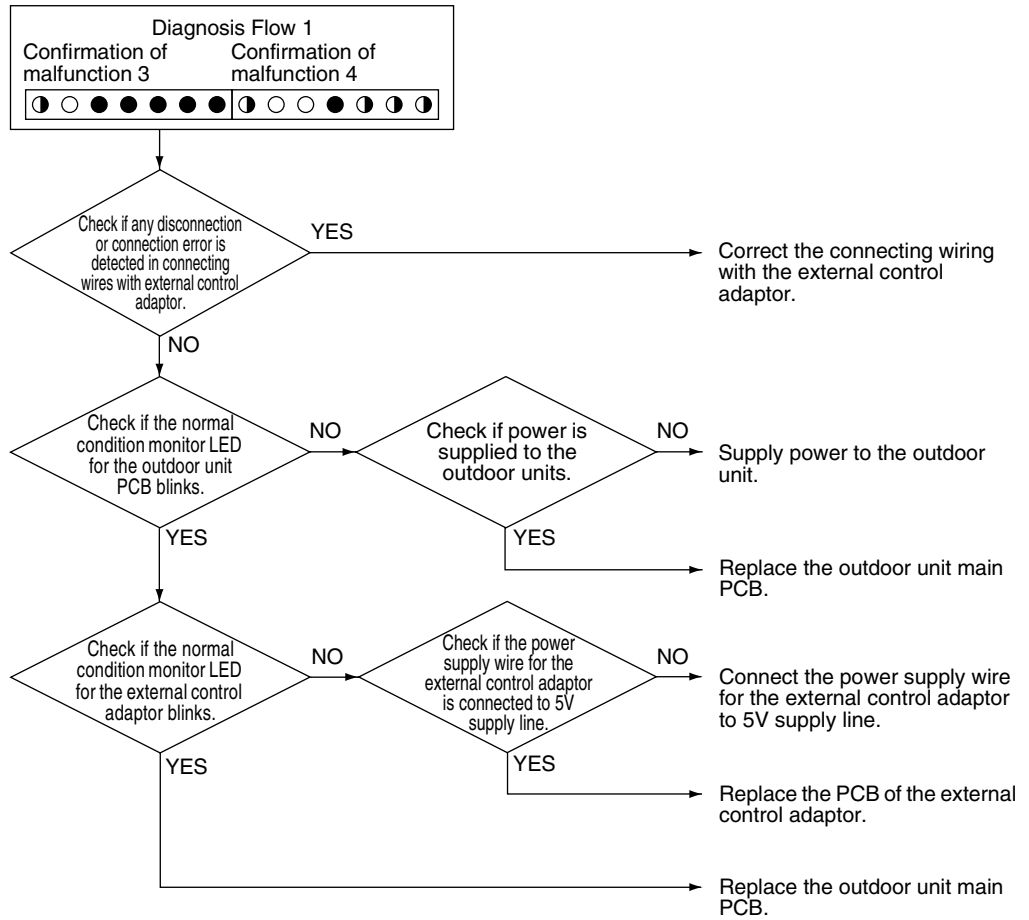 Diagnosis Flow 1
Confirmation of
malfunction 3
Confirmation of
malfunction 4
Check if any disconnection
or connection error is
detected in connecting
wires with external control
adaptor.
YES
Correct the connecting wiring
with the external control
adaptor.
NO
Check if the normal
condition monitor LED
for the outdoor unit
PCB blinks.
NO
Check if power is
supplied to the
outdoor units.
NO
Supply power to the outdoor
unit.
YES
YES
Replace the outdoor unit main
PCB.
Check if the normal
condition monitor LED
for the external control
adaptor blinks.
NO
Check if the power
supply wire for the
external control adaptor
is connected to 5V
supply line.
NO
Connect the power supply wire
for the external control adaptor
to 5V supply line.
YES
YES
Replace the PCB of the external
control adaptor.
Replace the outdoor unit main
PCB.